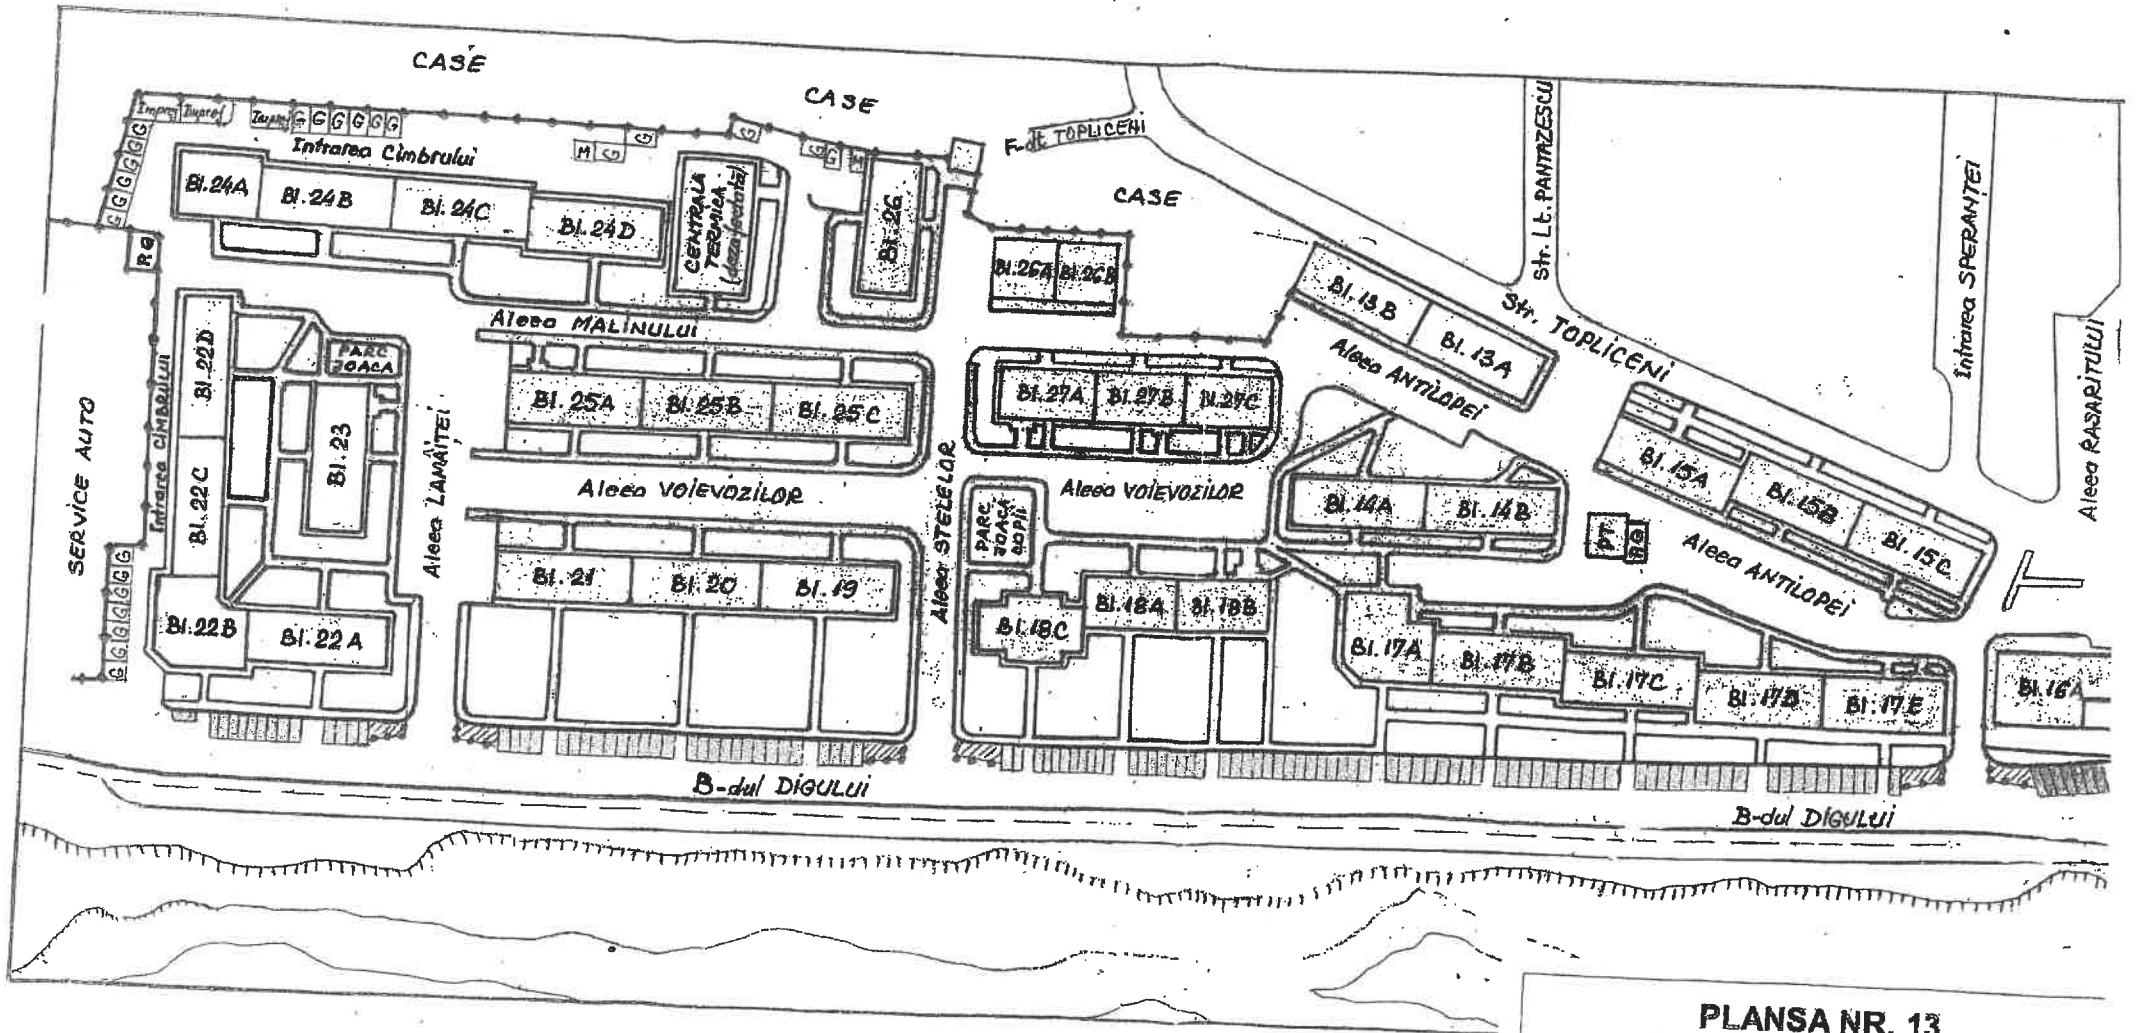 CASE
CASE
Imprej Imprej Imprej G G G G G G
G
G
G
G
G
G
Intrarea Cimbrului
M G G
G
G G M
F-dt. TOPLICENI
CASE
Str. Lt. PANTAZESCU
Intrarea SPERANȚEI
Aleea RASARITULUI
Bl.24A
Bl.24B
Bl.24C
Bl.24D
CENTRALA
TERMICA
(dezafectata)
Bl.26
Bl.26A
Bl.26B
Bl.13B
Bl.13A
Str. TOPLICENI
R.G
Aleea MALINULUI
Aleea ANTILOPEI
Bl.22D
Bl.22C
PARC
JOACA
Bl.23
Intrarea CIMBRULUI
SERVICE AUTO
Aleea LAMÂIȚEI
Bl.25A
Bl.25B
Bl.25C
Bl.27A
Bl.27B
Bl.27C
Aleea VOIEVOZILOR
Aleea VOIEVOZILOR
Aleea STELELOR
PARC
JOACA
COPII
Bl.14A
Bl.14B
Bl.15A
Bl.15B
Bl.15C
PT
RG
Aleea ANTILOPEI
Bl.21
Bl.20
Bl.19
Bl.18C
Bl.18A
Bl.18B
G
G
G
G
G
G
Bl.22B
Bl.22A
Bl.17A
Bl.17B
Bl.17C
Bl.17D
Bl.17E
Bl.16A
B-dul DIGULUI
B-dul DIGULUI
PLANSA NR. 13